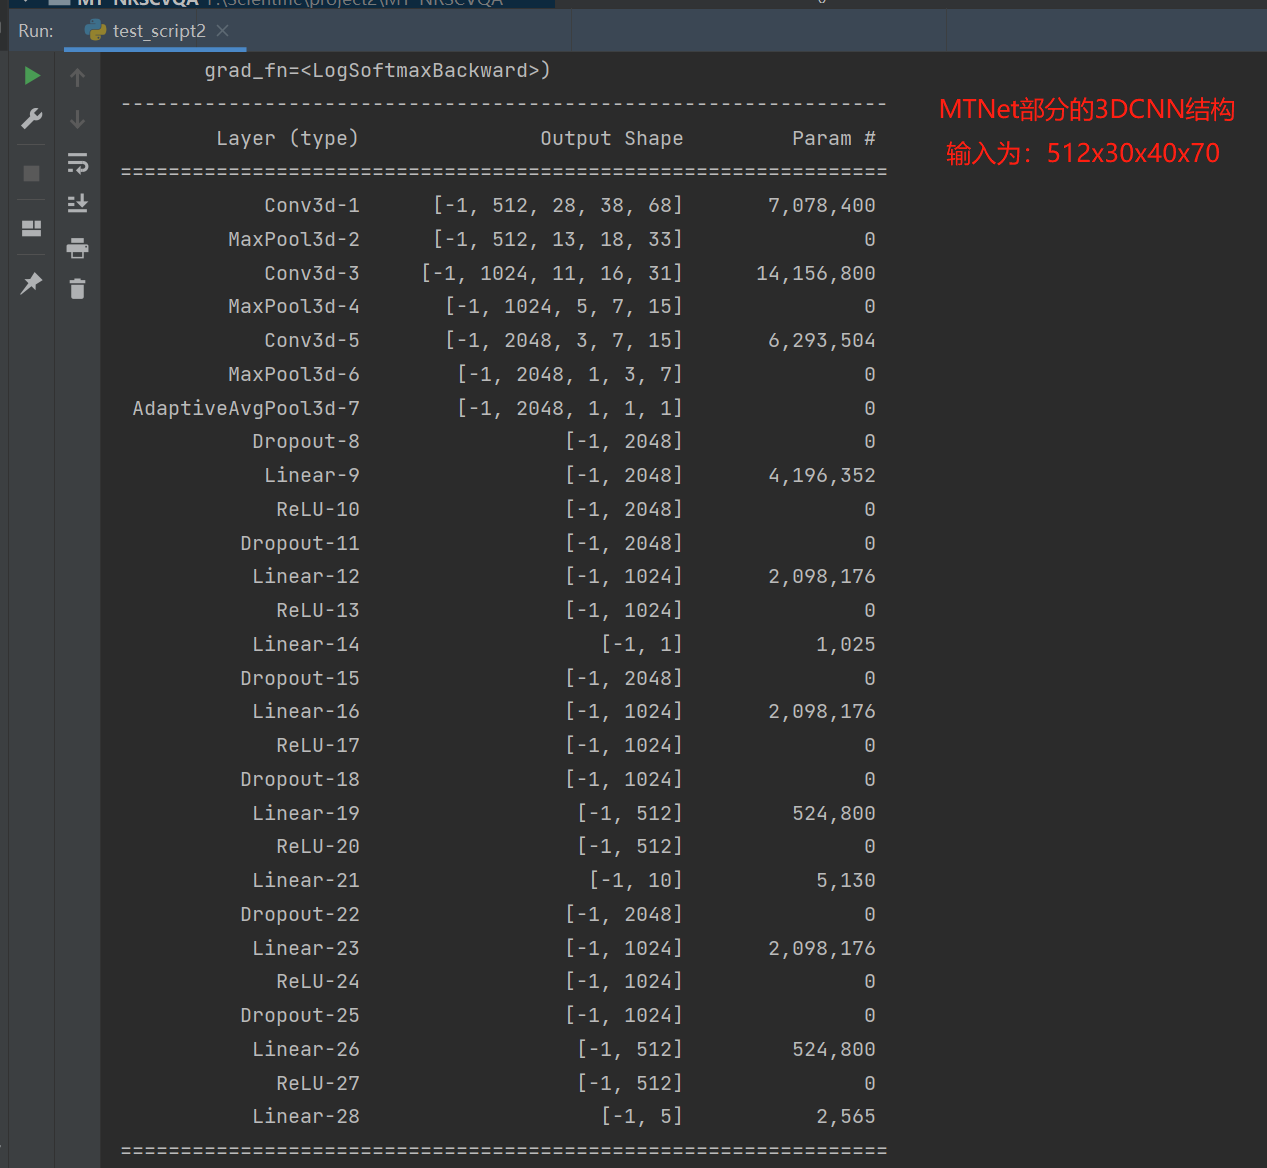 MT-NRSCVQA F:\Scientific\project2\MT-NRSCVQA
Run: test_script2
grad_fn=<LogSoftmaxBackward>)
----------------------------------------------------------------
Layer (type) Output Shape Param #
================================================================
Conv3d-1 [-1, 512, 28, 38, 68] 7,078,400
MaxPool3d-2 [-1, 512, 13, 18, 33] 0
Conv3d-3 [-1, 1024, 11, 16, 31] 14,156,800
MaxPool3d-4 [-1, 1024, 5, 7, 15] 0
Conv3d-5 [-1, 2048, 3, 7, 15] 6,293,504
MaxPool3d-6 [-1, 2048, 1, 3, 7] 0
AdaptiveAvgPool3d-7 [-1, 2048, 1, 1, 1] 0
Dropout-8 [-1, 2048] 0
Linear-9 [-1, 2048] 4,196,352
ReLU-10 [-1, 2048] 0
Dropout-11 [-1, 2048] 0
Linear-12 [-1, 1024] 2,098,176
ReLU-13 [-1, 1024] 0
Linear-14 [-1, 1] 1,025
Dropout-15 [-1, 2048] 0
Linear-16 [-1, 1024] 2,098,176
ReLU-17 [-1, 1024] 0
Dropout-18 [-1, 1024] 0
Linear-19 [-1, 512] 524,800
ReLU-20 [-1, 512] 0
Linear-21 [-1, 10] 5,130
Dropout-22 [-1, 2048] 0
Linear-23 [-1, 1024] 2,098,176
ReLU-24 [-1, 1024] 0
Dropout-25 [-1, 1024] 0
Linear-26 [-1, 512] 524,800
ReLU-27 [-1, 512] 0
Linear-28 [-1, 5] 2,565
================================================================
MTNet部分的3DCNN结构
输入为：512x30x40x70